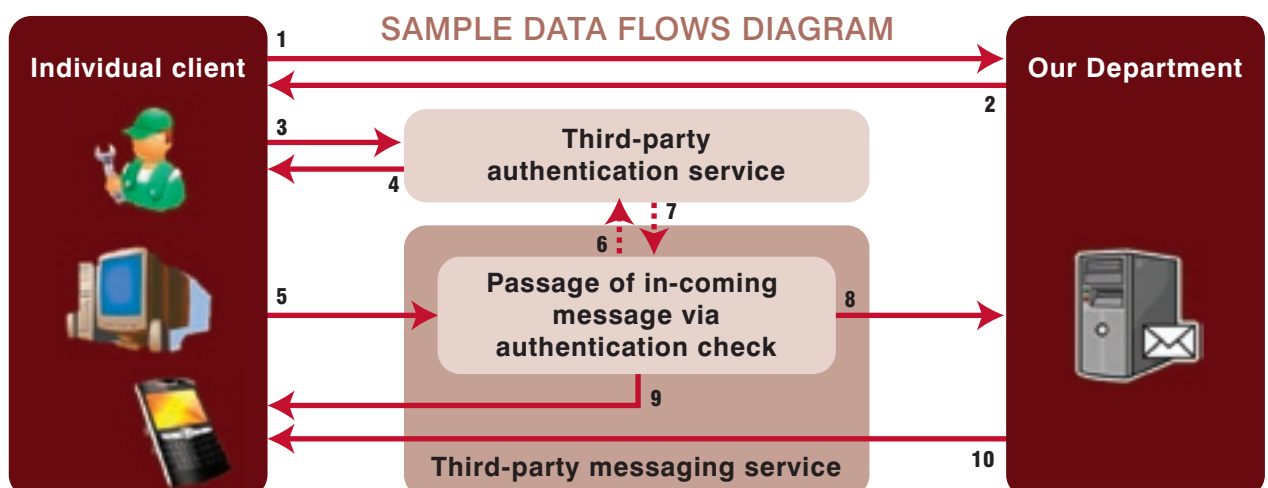 SAMPLE DATA FLOWS DIAGRAM
1
Individual client
Our Department
2
3
Third-party
authentication service
4
7
6
5
Passage of in-coming
message via
authentication check
8
9
10
Third-party messaging service